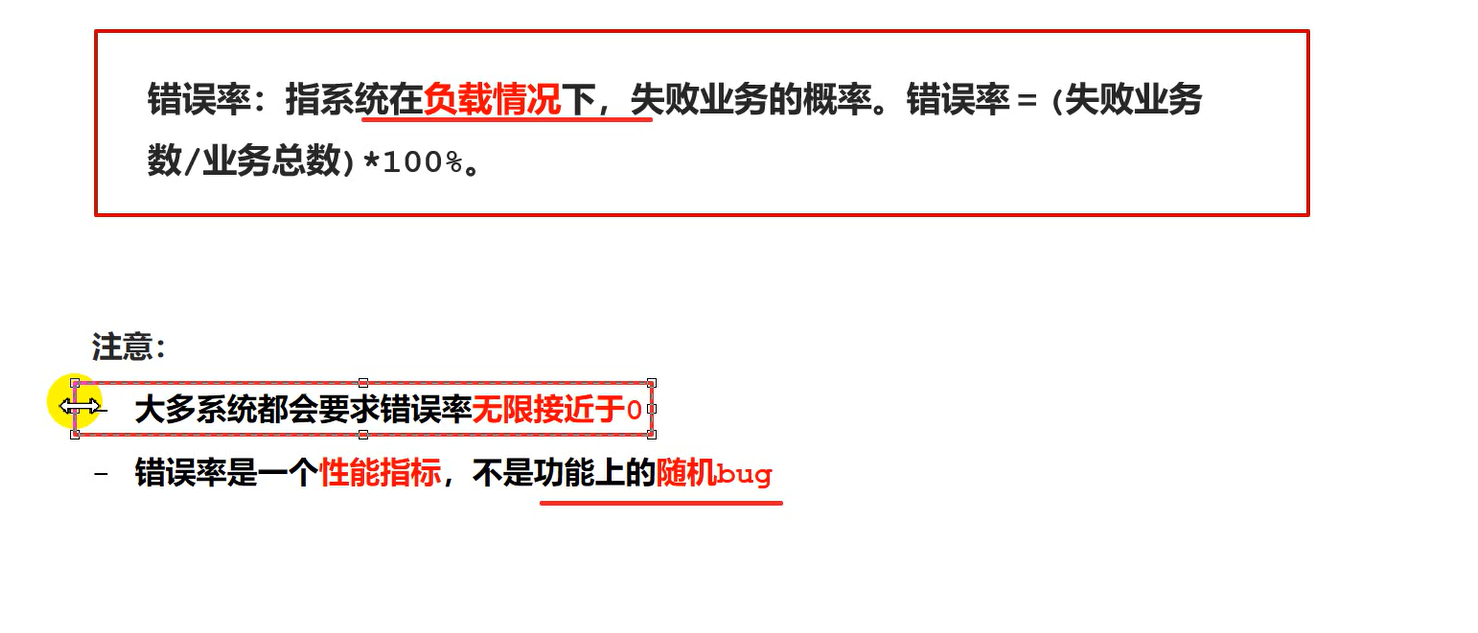 错误率：指系统在负载情况下，失败业务的概率。错误率＝(失败业务
数/业务总数)*100%。
注意：
- 大多系统都会要求错误率无限接近于0
- 错误率是一个性能指标，不是功能上的随机bug